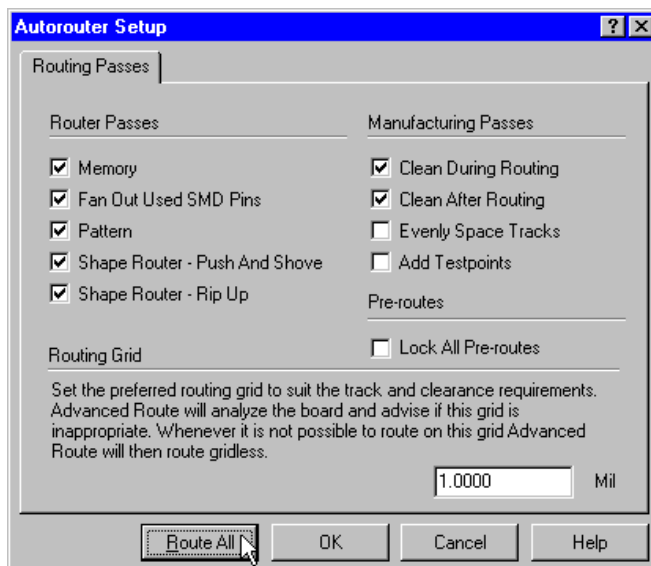 Autorouter Setup
Routing Passes
Router Passes
Memory
Fan Out Used SMD Pins
Pattern
Shape Router - Push And Shove
Shape Router - Rip Up
Manufacturing Passes
Clean During Routing
Clean After Routing
Evenly Space Tracks
Add Testpoints
Pre-routes
Lock All Pre-routes
Routing Grid
Set the preferred routing grid to suit the track and clearance requirements.
Advanced Route will analyze the board and advise if this grid is
inappropriate. Whenever it is not possible to route on this grid Advanced
Route will then route gridless.
1.0000 Mil
Route All OK Cancel Help